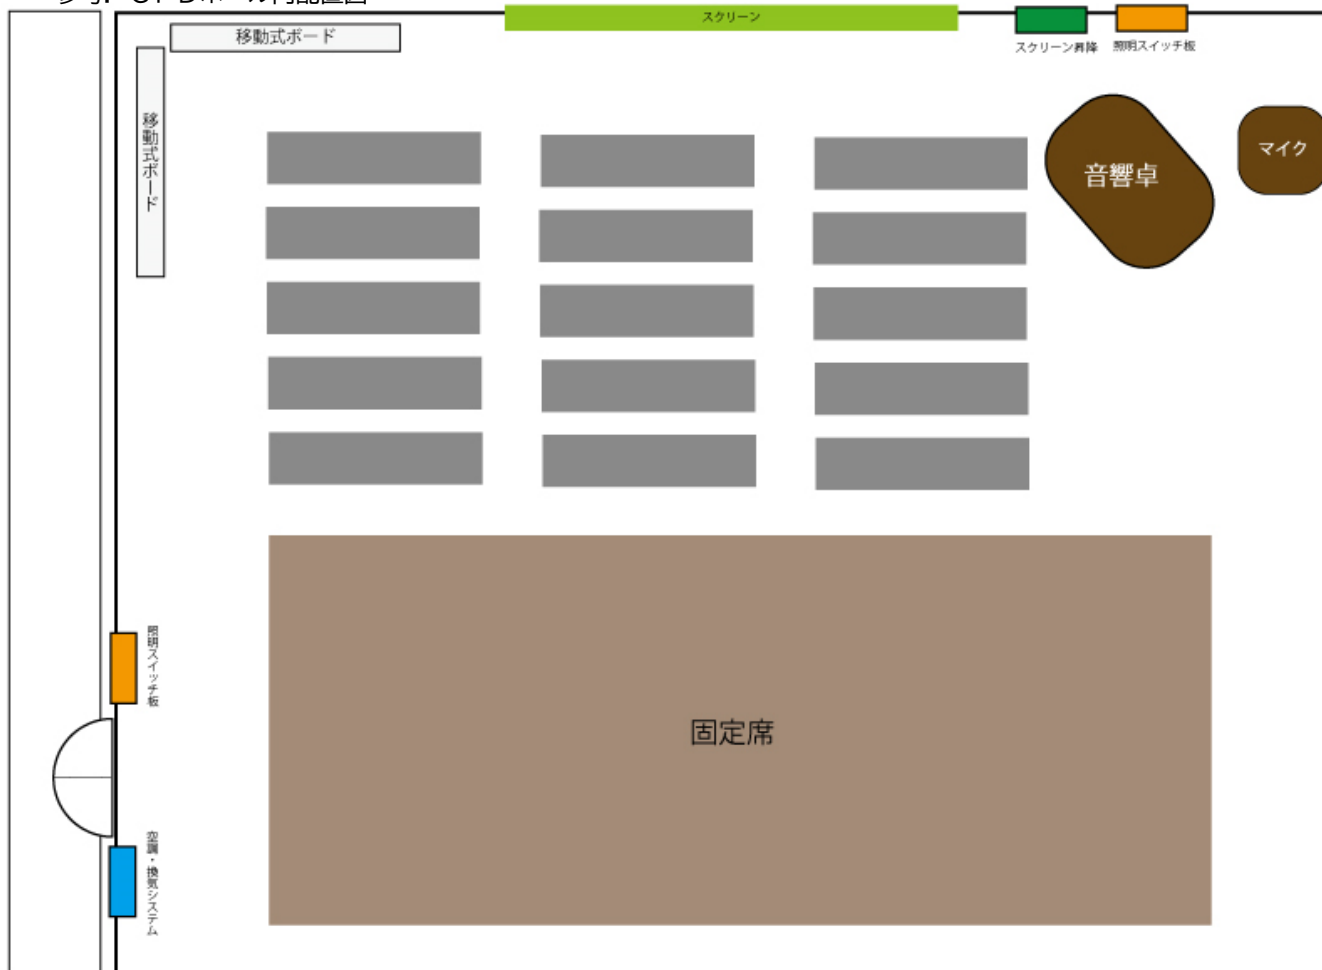 スクリーン
移動式ボード
スクリーン昇降
照明スイッチ板
移動式ボード
音響卓
マイク
照明スイッチ板
固定席
空調・換気システム